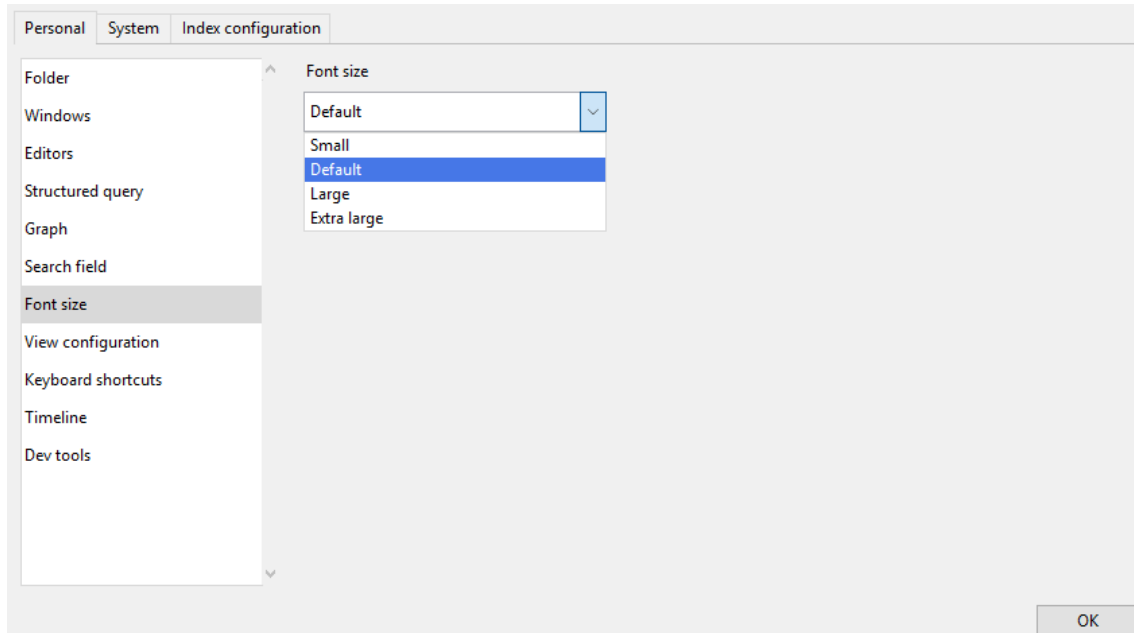 Personal System Index configuration
Folder
Windows
Editors
Structured query
Graph
Search field
Font size
View configuration
Keyboard shortcuts
Timeline
Dev tools
Font size
Default
Small
Default
Large
Extra large
OK